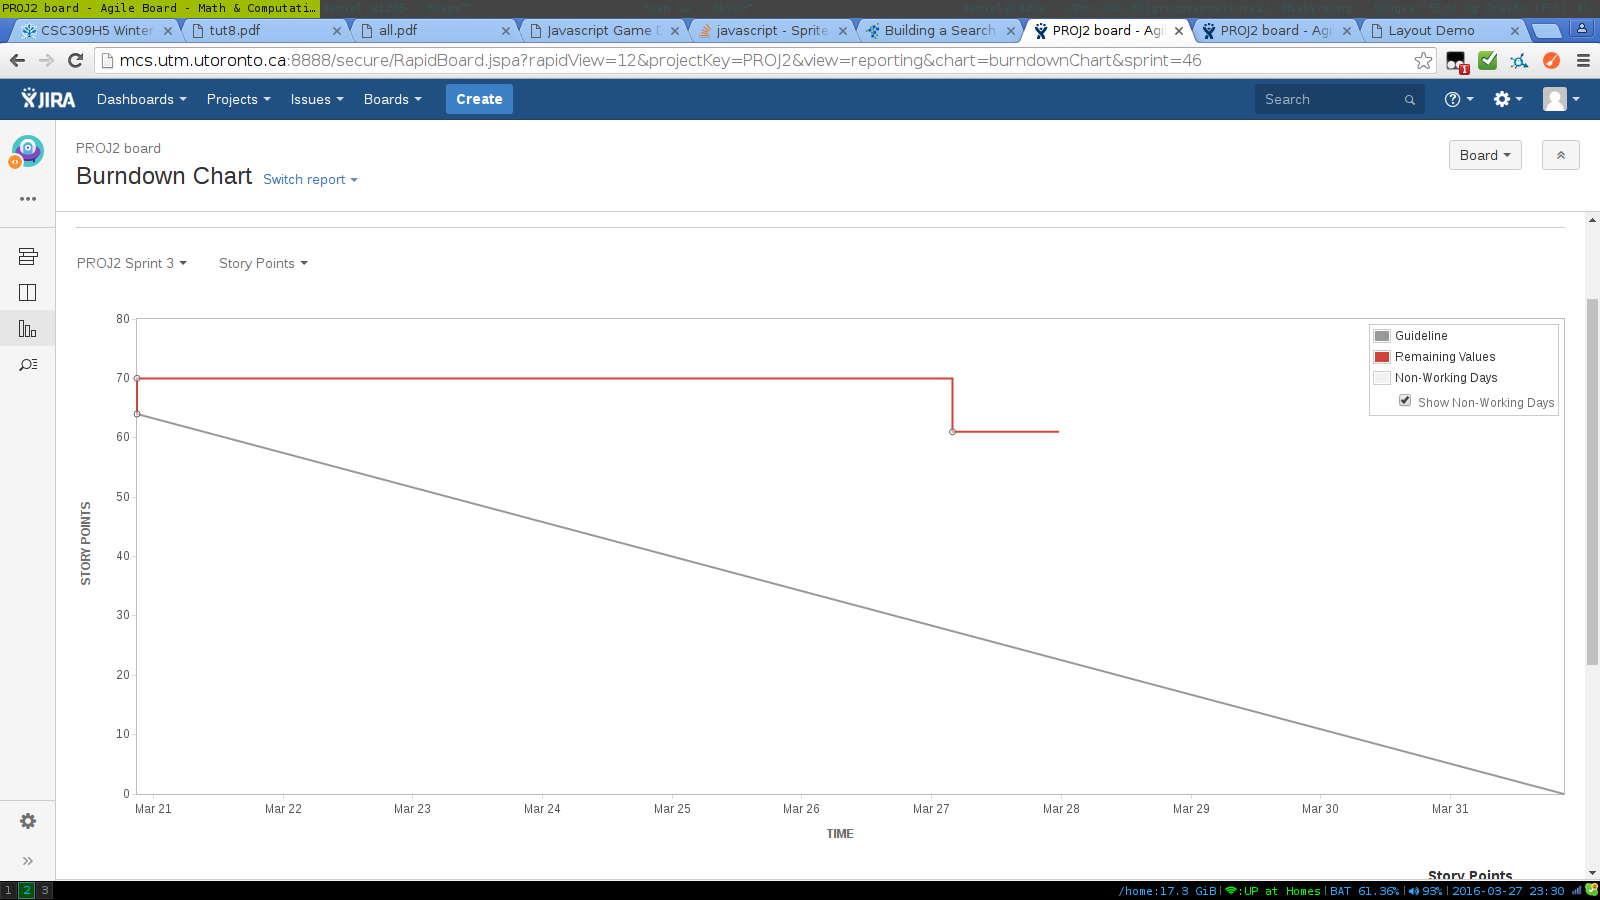 PROJ2 board - Agile Board - Math & Computati…
CSC309H5 Winter
tut8.pdf
all.pdf
Javascript Game D
javascript - Sprite
Building a Search
PROJ2 board - Agil
PROJ2 board - Agil
Layout Demo
mcs.utm.utoronto.ca:8888/secure/RapidBoard.jspa?rapidView=12&projectKey=PROJ2&view=reporting&chart=burndownChart&sprint=46
1
JIRA
Dashboards
Projects
Issues
Boards
Create
Search
PROJ2 board
Burndown Chart
Switch report
Board
PROJ2 Sprint 3
Story Points
80
70
60
50
40
30
20
10
0
STORY POINTS
Guideline
Remaining Values
Non-Working Days
Show Non-Working Days
Mar 21
Mar 22
Mar 23
Mar 24
Mar 25
Mar 26
Mar 27
Mar 28
Mar 29
Mar 30
Mar 31
TIME
Story Points
1 2 3
/home:17.3 GiB|:UP at Homes|BAT 61.36%|93%|2016-03-27 23:30